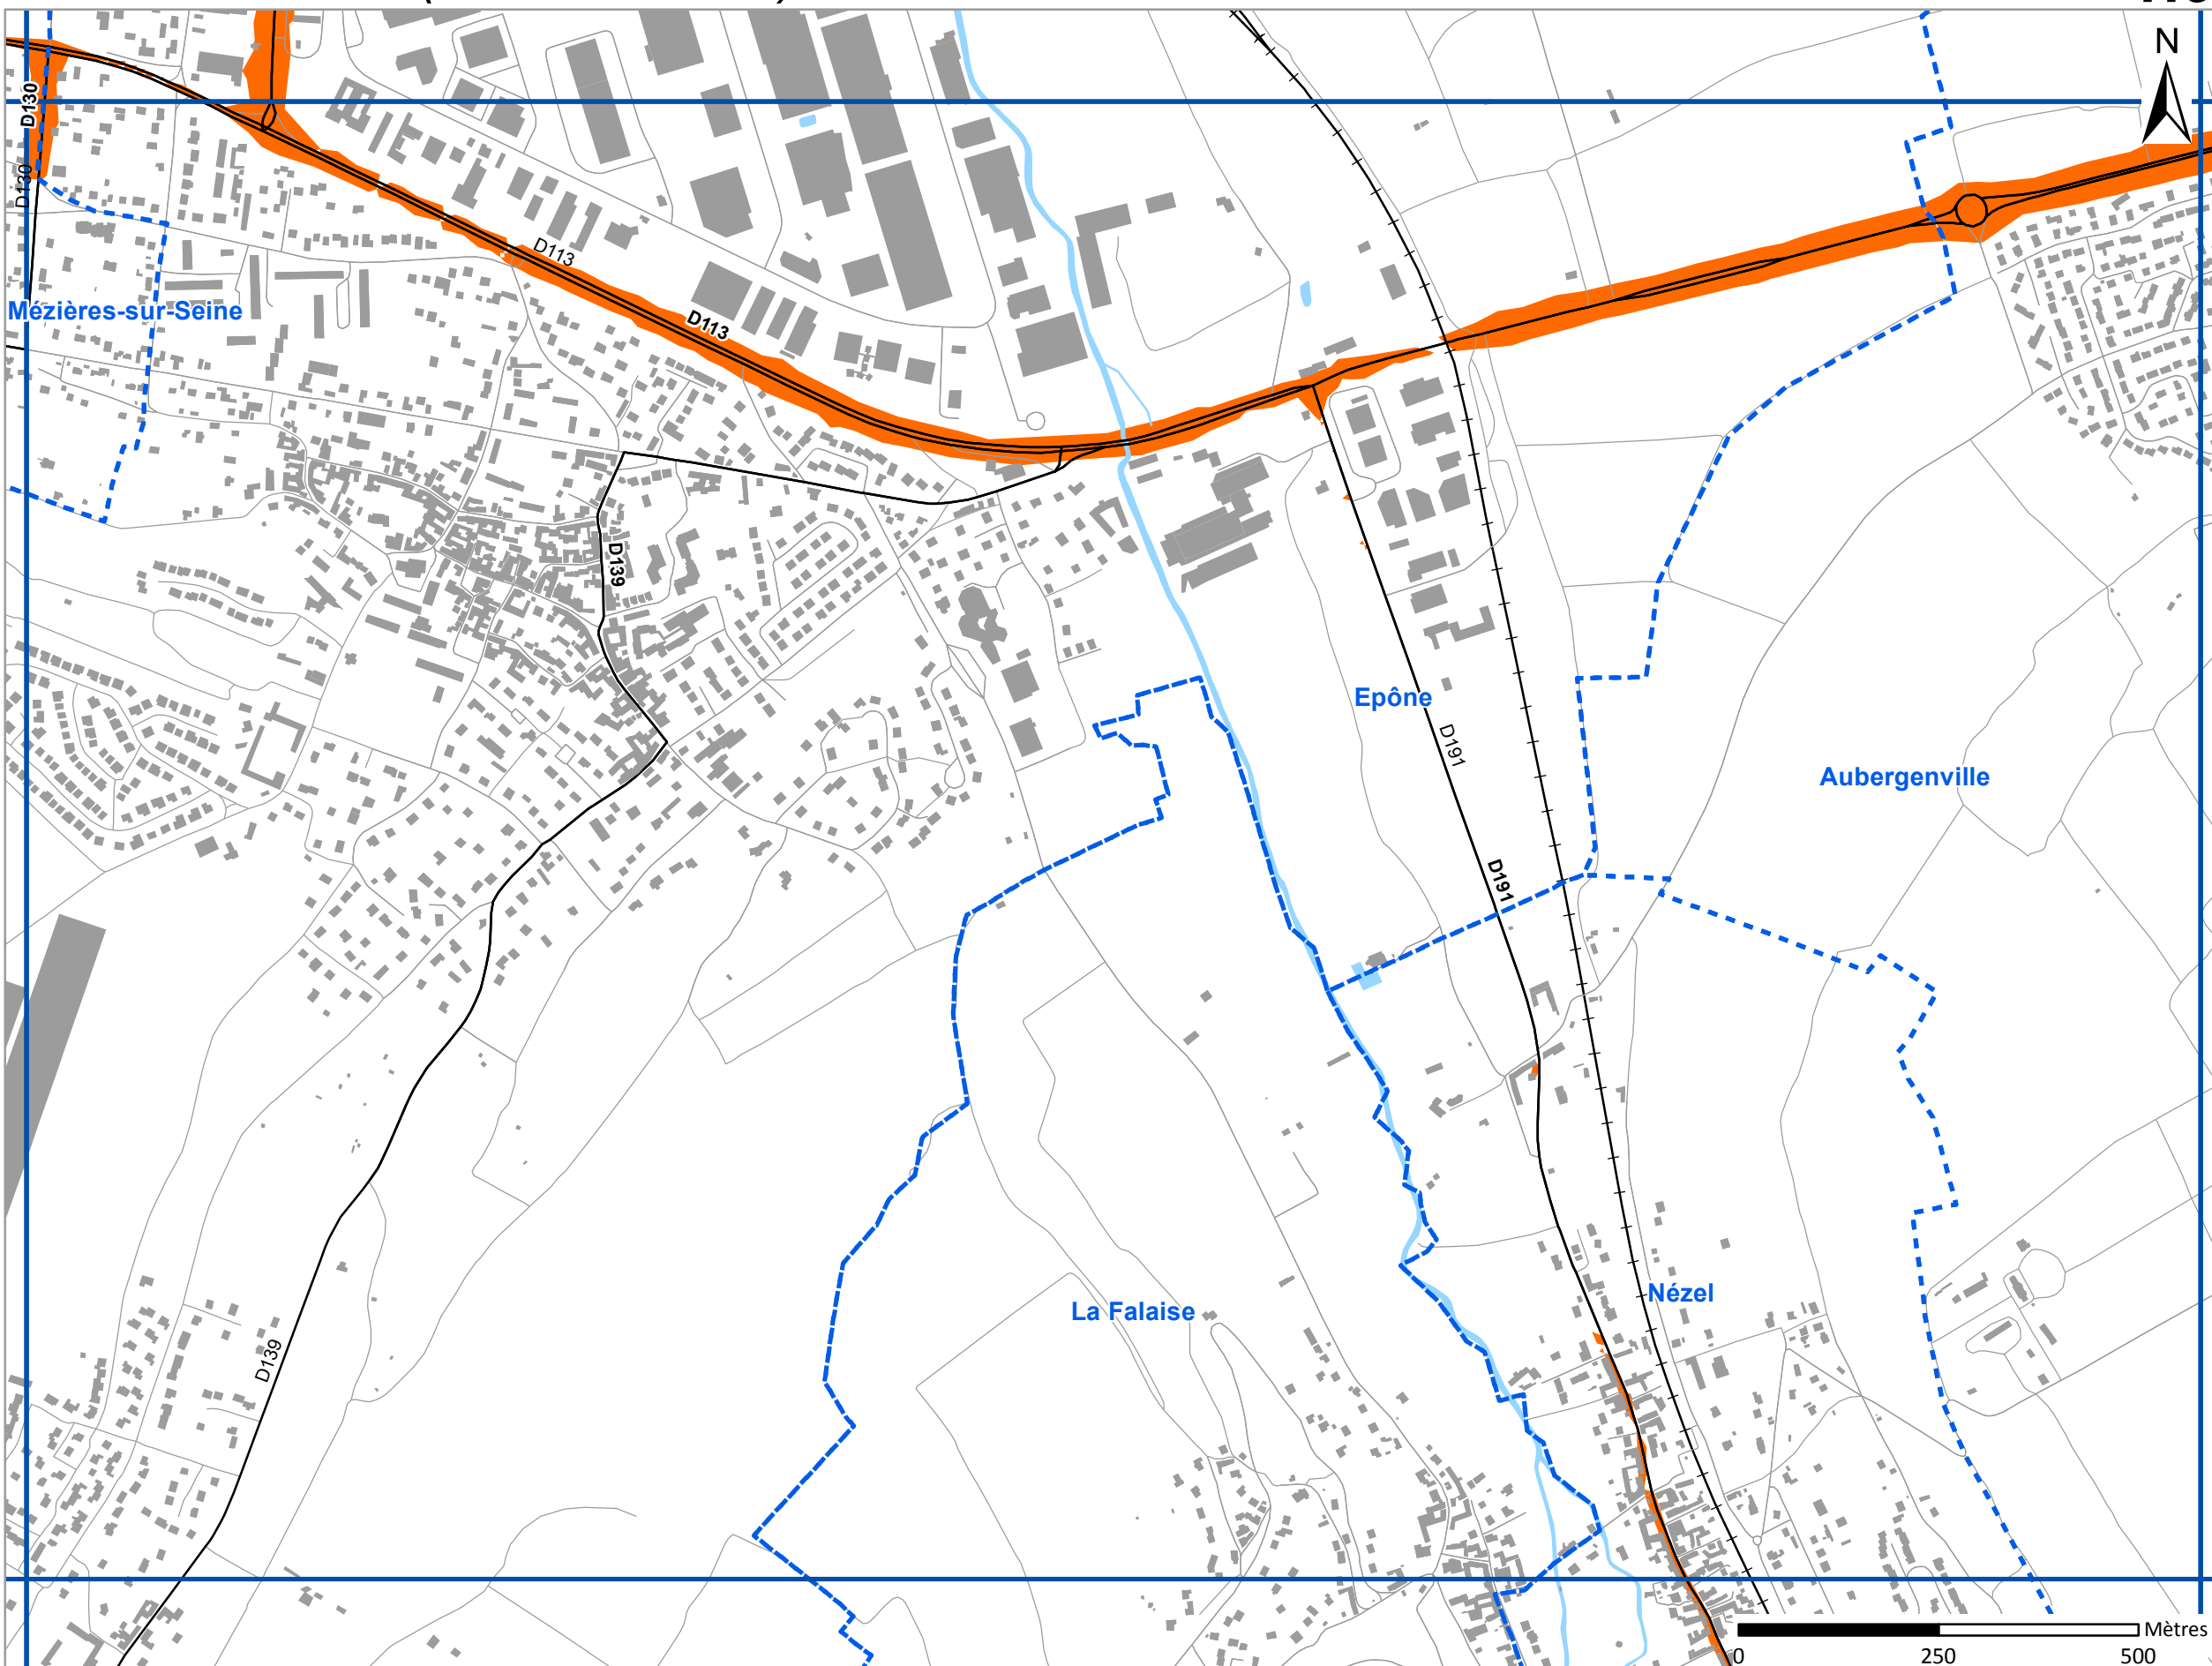 N
D130
D130
D113
Mézières-sur-Seine
D113
D139
Epône
D191
Aubergenville
D191
Nézel
La Falaise
D139
Mètres
0 250 500